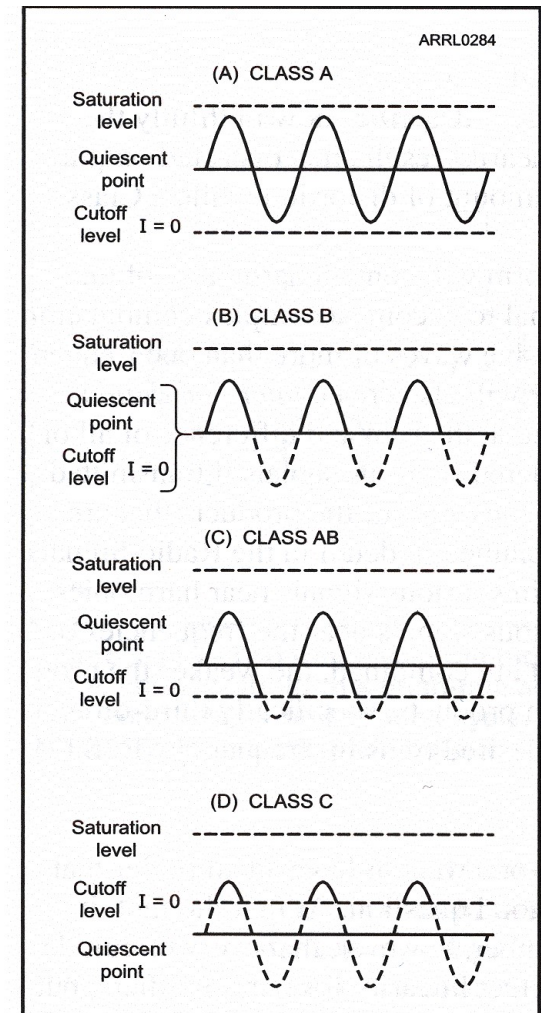 ARRL0284
(A) CLASS A
Saturation
level
Quiescent
point
Cutoff
level I = 0
(B) CLASS B
Saturation
level
Quiescent
point
Cutoff
level I = 0
(C) CLASS AB
Saturation
level
Quiescent
point
Cutoff
level I = 0
(D) CLASS C
Saturation
level
Cutoff
level I = 0
Quiescent
point